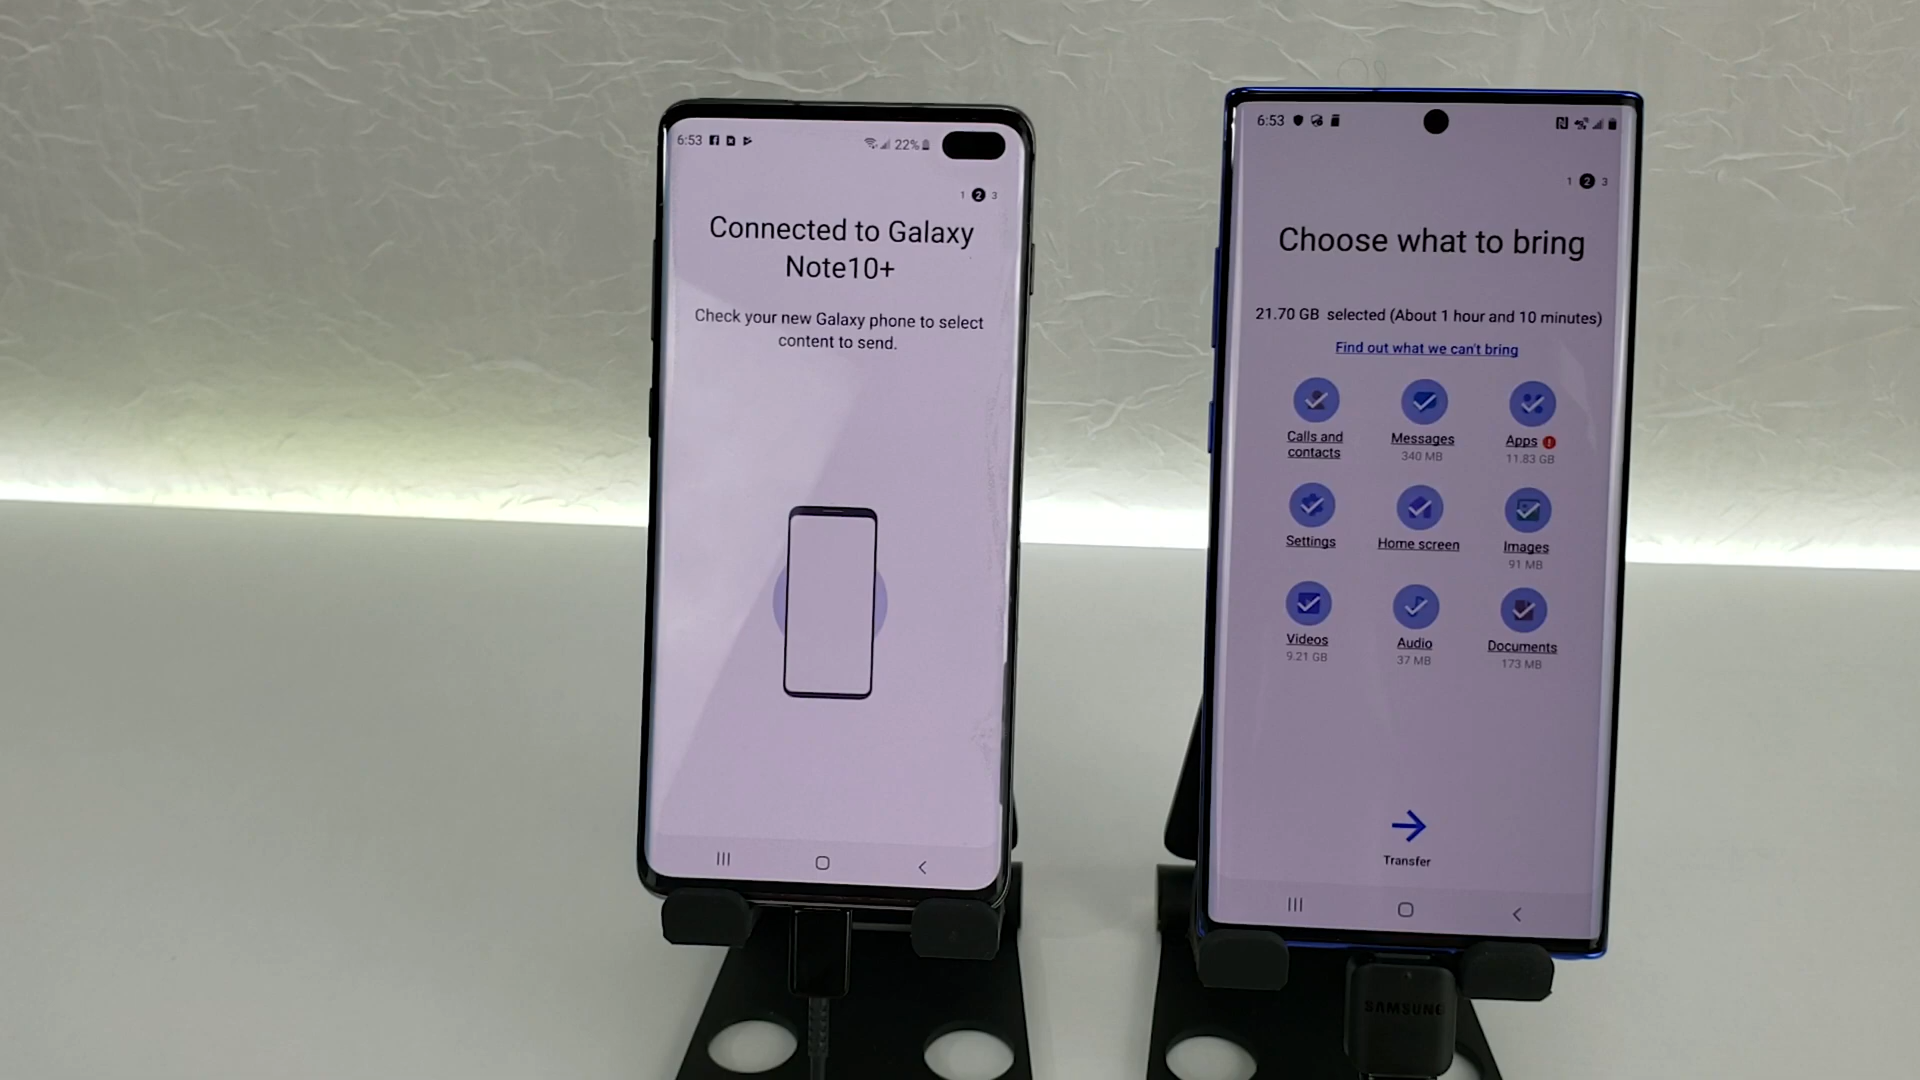 6:53
22%
1 2 3
Connected to Galaxy
Note10+
Check your new Galaxy phone to select
content to send.
6:53
1 2 3
Choose what to bring
21.70 GB selected (About 1 hour and 10 minutes)
Find out what we can't bring
Calls and
contacts
Messages
340 MB
Apps
11.83 GB
Settings
Home screen
Images
91 MB
Videos
9.21 GB
Audio
37 MB
Documents
173 MB
Transfer
SAMSUNG